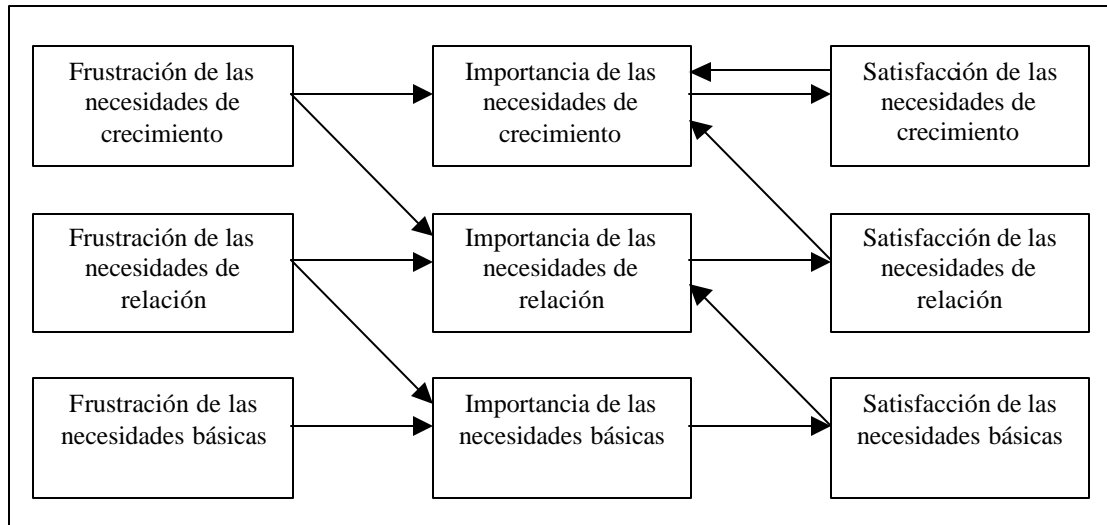 Frustración de las
necesidades de
crecimiento
Importancia de las
necesidades de
crecimiento
Satisfacción de las
necesidades de
crecimiento
Frustración de las
necesidades de
relación
Importancia de las
necesidades de
relación
Satisfacción de las
necesidades de
relación
Frustración de las
necesidades básicas
Importancia de las
necesidades básicas
Satisfacción de las
necesidades básicas